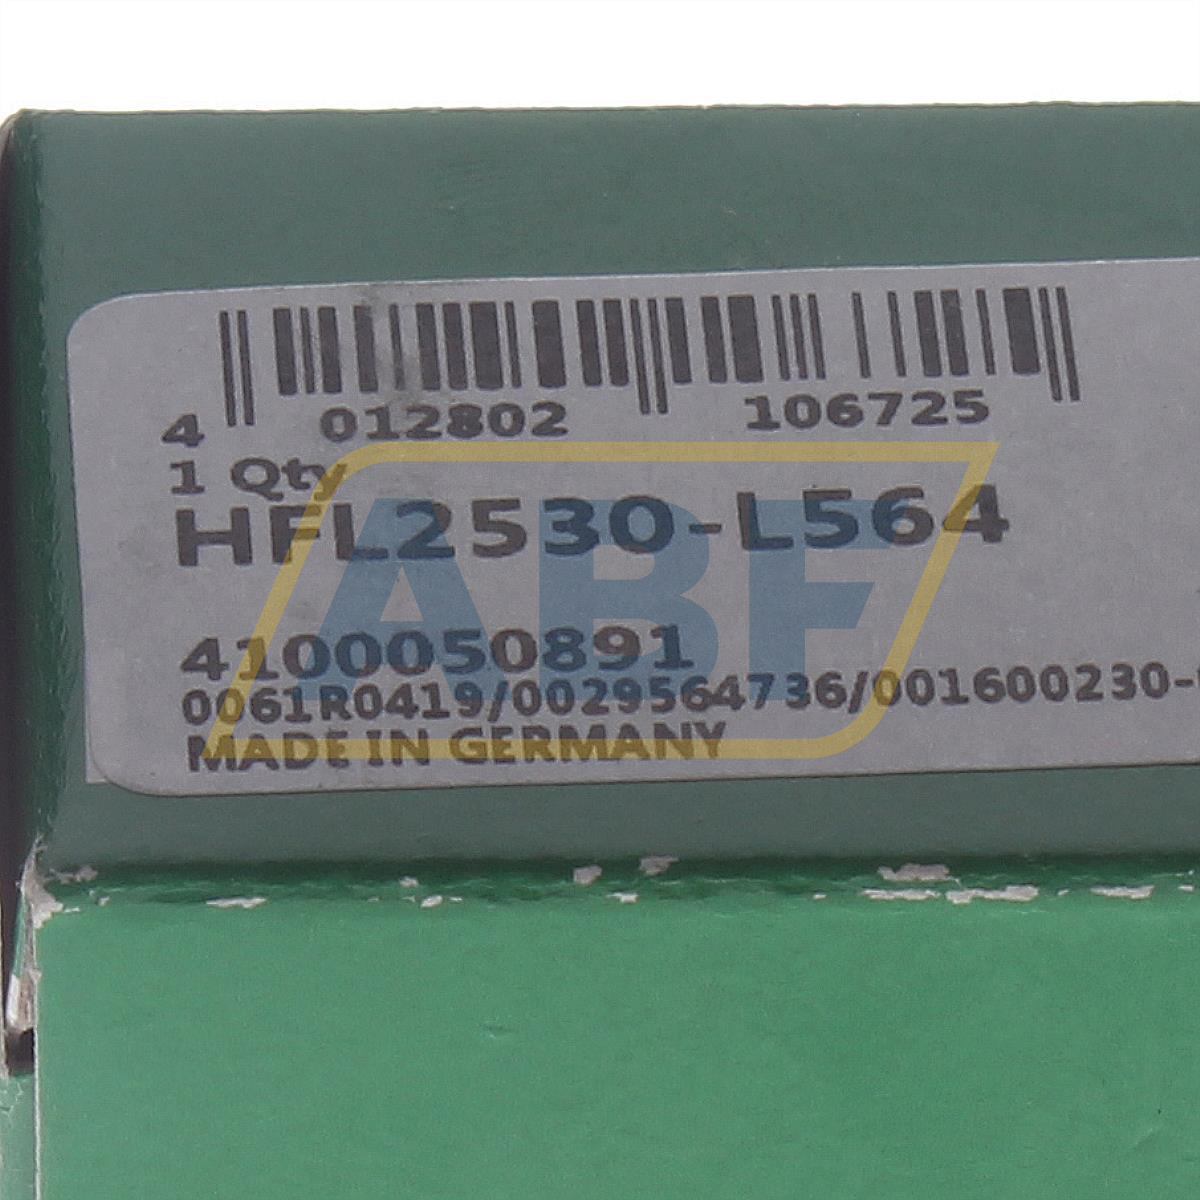 4 012802 106725
1 Qty
HFL2530-L564
4100050891
0061R0419/0029564736/001600230-
MADE IN GERMANY
ABF